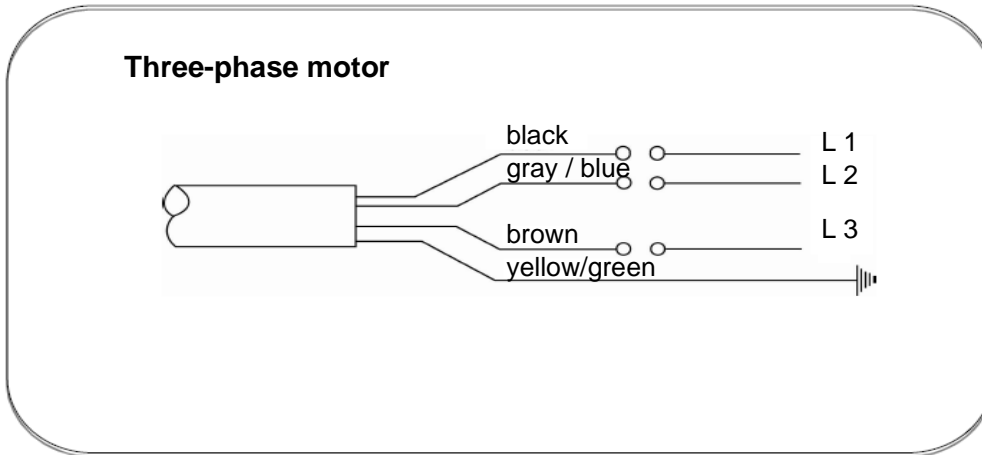 Three-phase motor
black
L 1
gray / blue
L 2
brown
L 3
yellow/green